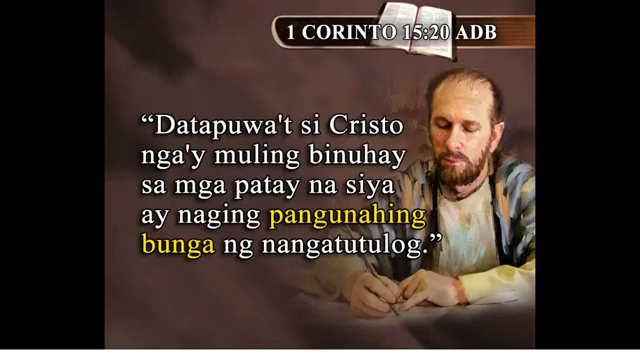 1 CORINTO 15:20 ADB
“Datapuwa't si Cristo
nga'y muling binuhay
sa mga patay na siya
ay naging pangunahing
bunga ng nangatutulog.”